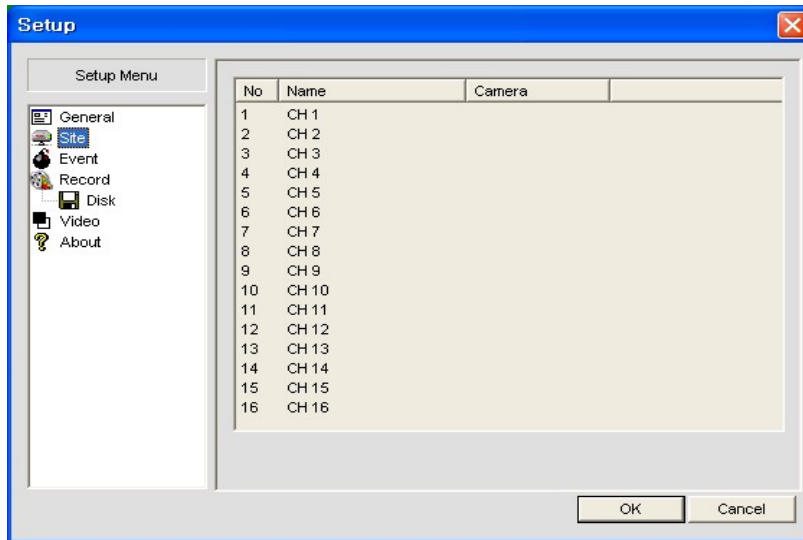 Setup
Setup Menu
General
Site
Event
Record
Disk
Video
About
No Name Camera
1 CH 1
2 CH 2
3 CH 3
4 CH 4
5 CH 5
6 CH 6
7 CH 7
8 CH 8
9 CH 9
10 CH 10
11 CH 11
12 CH 12
13 CH 13
14 CH 14
15 CH 15
16 CH 16
OK Cancel